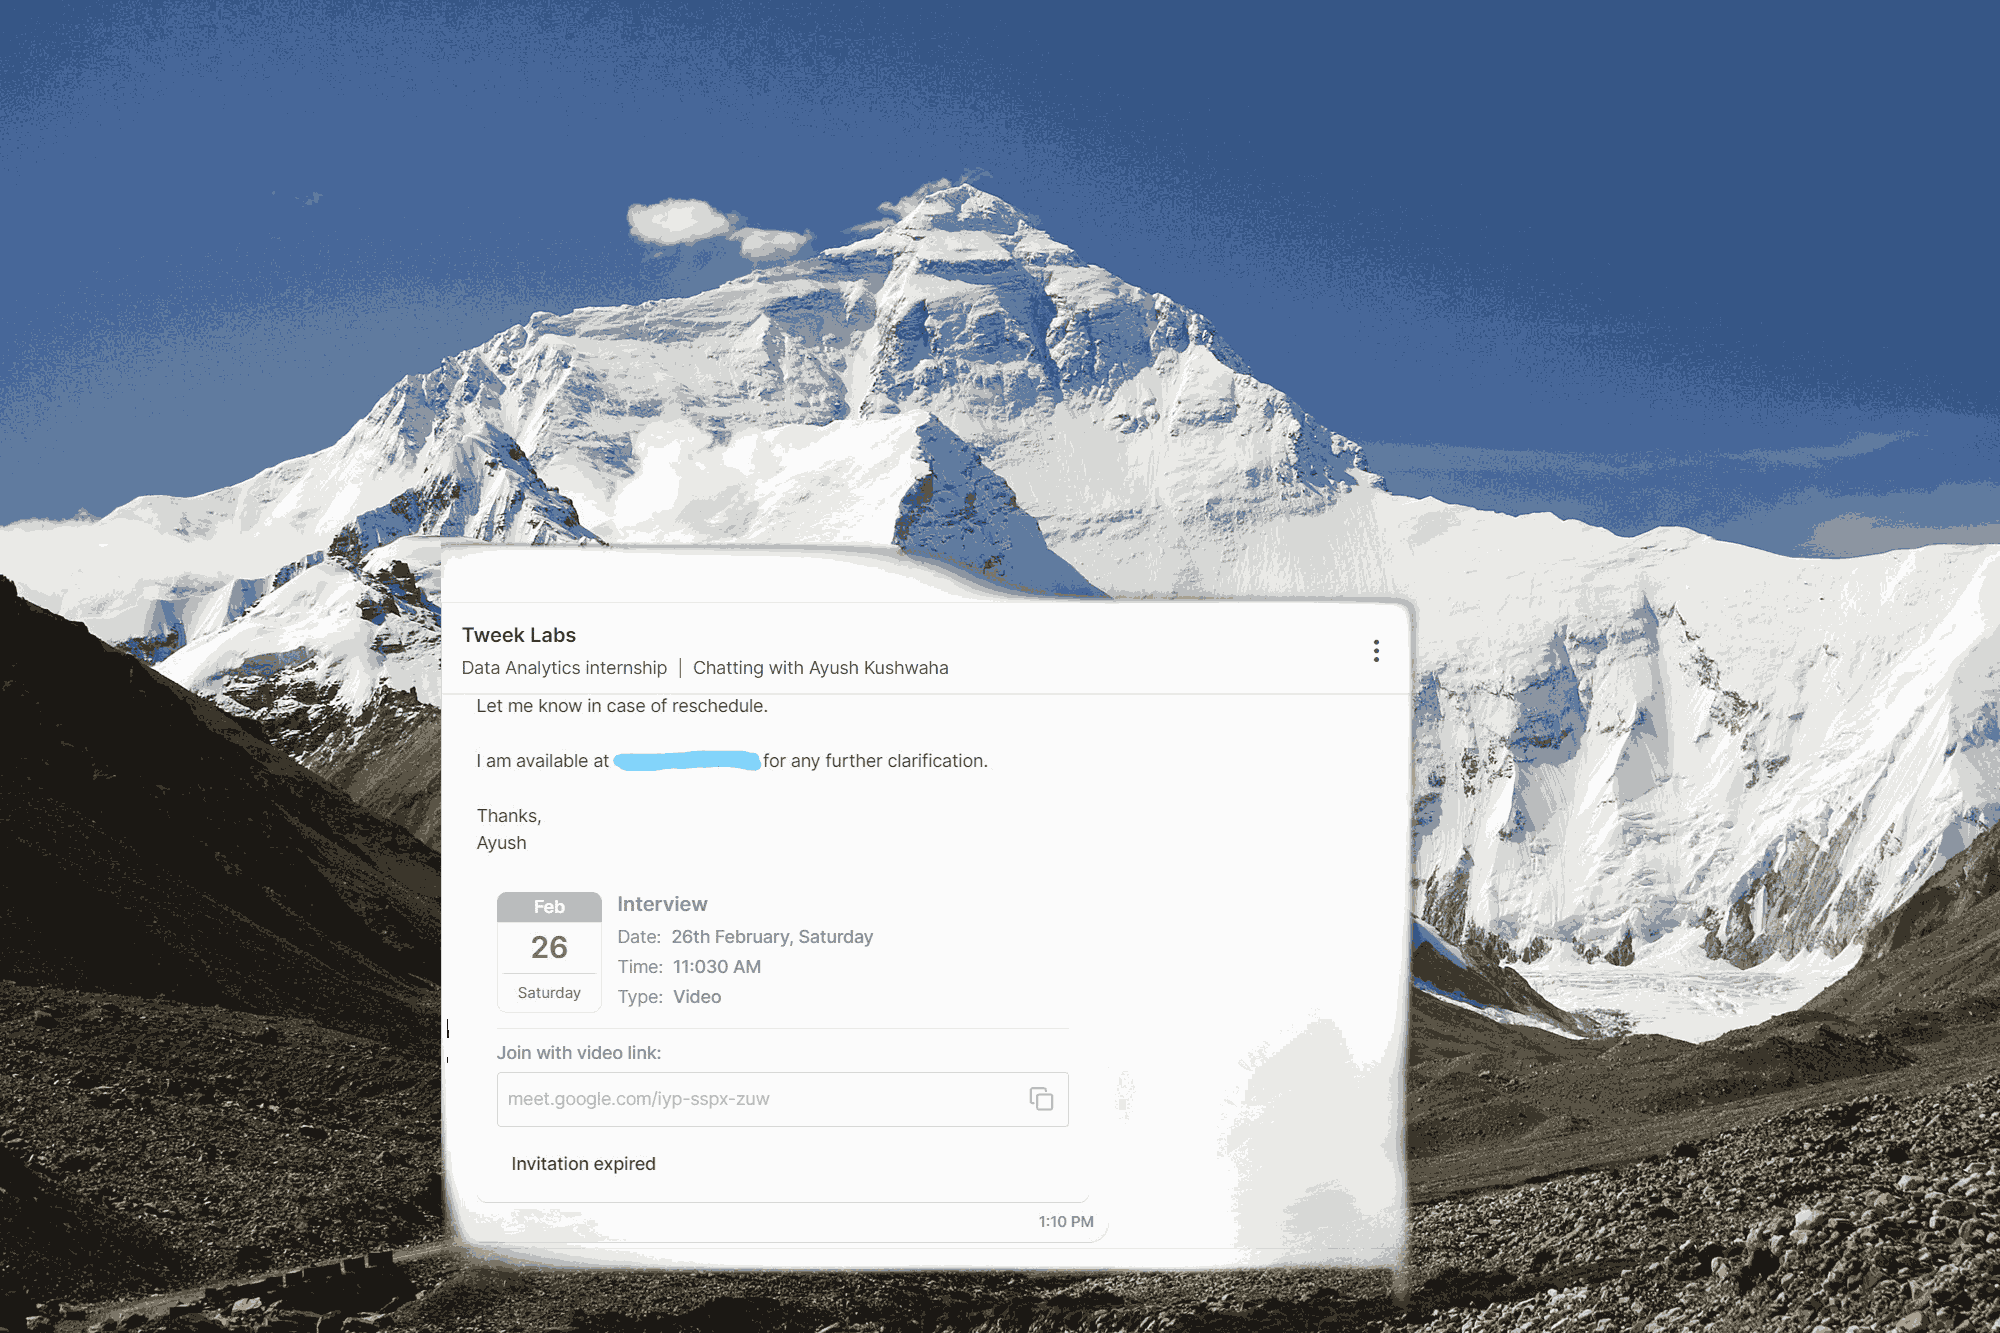 Tweek Labs
Data Analytics internship | Chatting with Ayush Kushwaha
Let me know in case of reschedule.
I am available at for any further clarification.
Thanks,
Ayush
Feb
26
Saturday
Interview
Date: 26th February, Saturday
Time: 11:030 AM
Type: Video
Join with video link:
meet.google.com/iyp-sspx-zuw
Invitation expired
1:10 PM